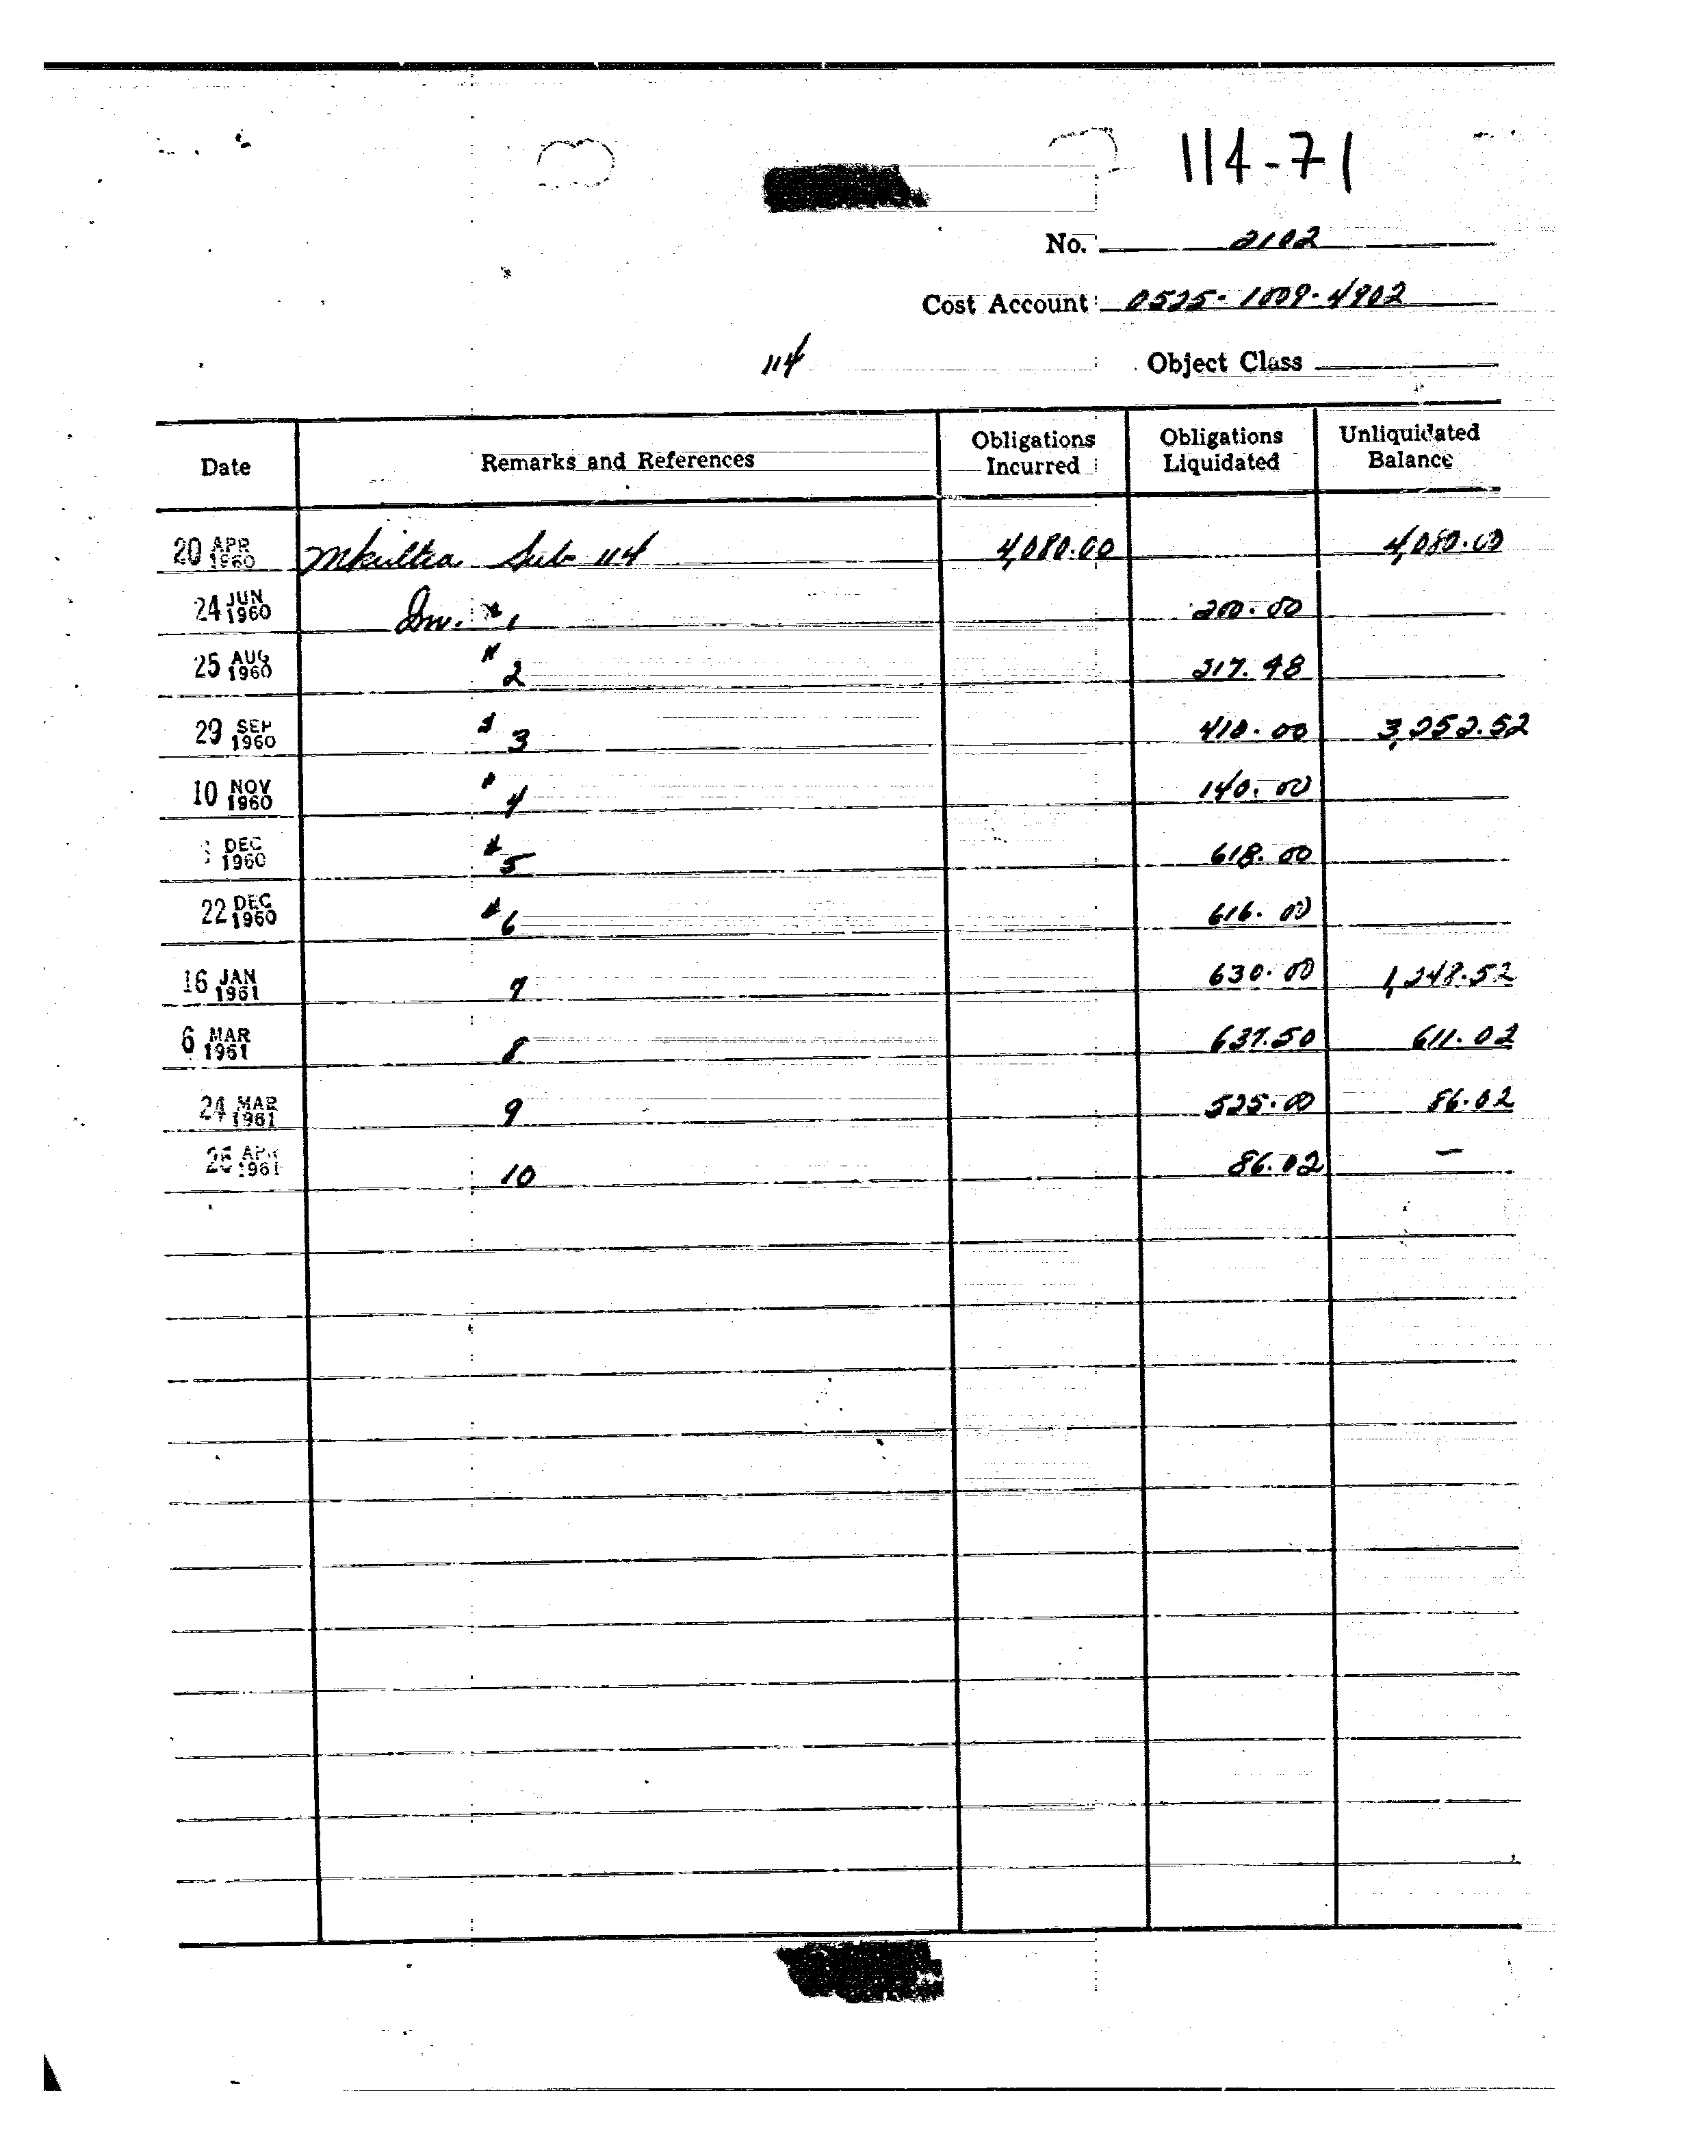 114-71
No. 2102
Cost Account 0525-1009-4902
114 Object Class
Date Remarks and References Obligations Incurred Obligations Liquidated Unliquidated Balance
20 APR 1960 Mkultra Sub 114 4,080.00 4,080.00
24 JUN 1960 Inv. #1 200.00
25 AUG 1960 #2 217.48
29 SEP 1960 #3 410.00 3,252.52
10 NOV 1960 #4 140.00
DEC 1960 #5 618.00
22 DEC 1960 #6 616.00
16 JAN 1961 7 630.00 1,248.52
6 MAR 1961 8 637.50 611.02
24 MAR 1961 9 525.00 86.02
26 APR 1961 10 86.02 —